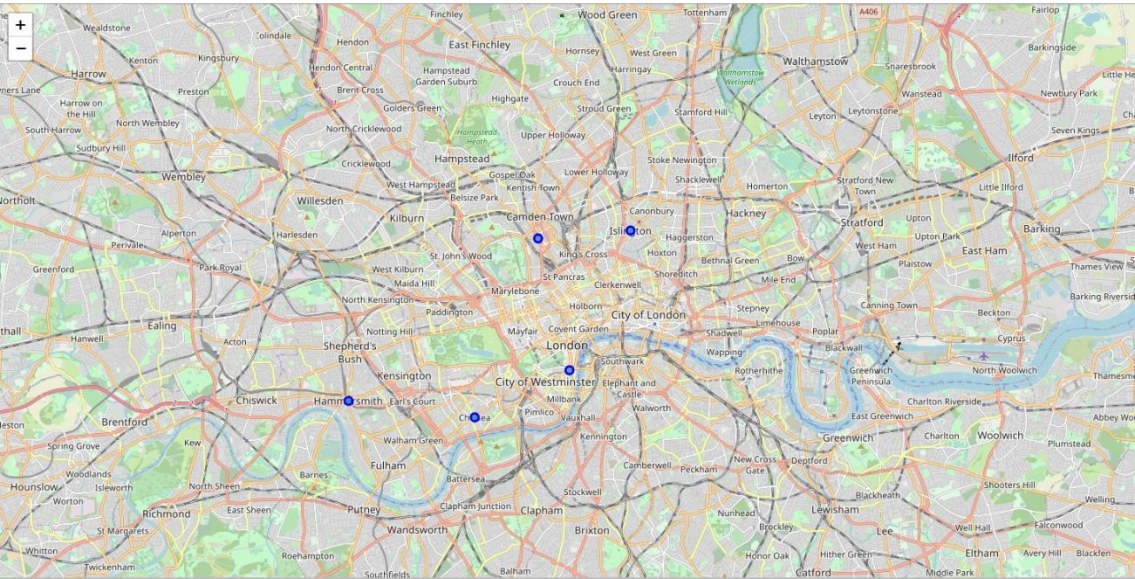 +
−
Finchley
Wood Green
Tottenham
A406
Fairlop
Wealdstone
Colindale
Hendon
East Finchley
Hornsey
West Green
Barkingside
Kenton
Kingsbury
Harrow
Hendon Central
Hampstead Garden Suburb
Crouch End
Harringay
Walthamstow Wetlands
Walthamstow
Snaresbrook
Preston
Brent Cross
Highgate
Wanstead
Newbury Park
Harrow on the Hill
Golders Green
Stroud Green
Stamford Hill
Leyton
Leytonstone
South Harrow
North Wembley
North Cricklewood
Hampstead Heath
Upper Holloway
Seven Kings
Sudbury Hill
Cricklewood
Hampstead
Stoke Newington
Ilford
Wembley
West Hampstead
Gospel Oak
Lower Holloway
Shacklewell
Stratford New Town
Kentish Town
Homerton
Little Ilford
Northolt
Willesden
Belsize Park
Kilburn
Camden Town
Canonbury
Hackney
Stratford
Upton
Barking
Alperton
Harlesden
Islington
Haggerston
West Ham
Upton Park
East Ham
Perivale
St. John's Wood
King's Cross
Hoxton
Bethnal Green
Bow
Plaistow
Greenford
Park Royal
West Kilburn
St Pancras
Shoreditch
Mile End
Thames View
Maida Hill
Marylebone
Clerkenwell
North Kensington
Paddington
Holborn
City of London
Stepney
Canning Town
Barking Riverside
Beckton
Ealing
Notting Hill
Mayfair
Covent Garden
Shadwell
Limehouse
Poplar
Hanwell
Acton
Shepherd's Bush
London
Wapping
Blackwall
Cyprus
Kensington
Southwark
Rotherhithe
Greenwich Peninsula
North Woolwich
City of Westminster
Elephant and Castle
Chiswick
Hammersmith
Earl's Court
Millbank
Walworth
Charlton Riverside
Brentford
Chelsea
Pimlico
Vauxhall
East Greenwich
Kew
Walham Green
Kennington
Greenwich
Charlton
Woolwich
Spring Grove
Plumstead
Fulham
Camberwell
Peckham
New Cross Gate
Deptford
Woodlands
Barnes
Battersea
Hounslow
Isleworth
North Sheen
Stockwell
Shooters Hill
Worton
Blackheath
Welling
Richmond
East Sheen
Putney
Clapham Junction
Clapham
Nunhead
Lewisham
St Margarets
Wandsworth
Brixton
Brockley
Lee
Well Hall
Falconwood
Whitton
Roehampton
Honor Oak
Hither Green
Eltham
Avery Hill
Blackfen
Twickenham
Southfields
Balham
Catford
Middle Park